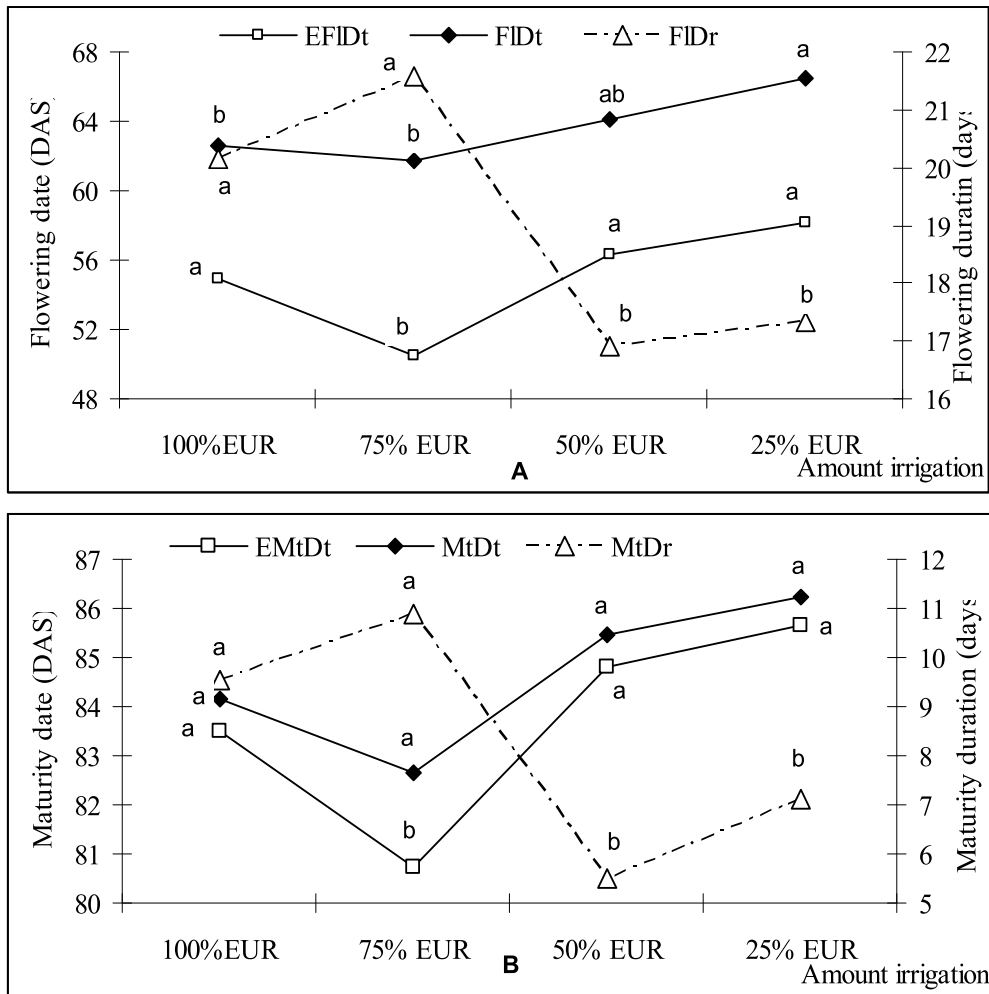 EFlDt FlDt FlDr
Flowering date (DAS)
68
64
60
56
52
48
22
21
20
19
18
17
16
Flowering duratin (days
b b ab a
a a b b
a b a a
100%EUR 75% EUR 50% EUR 25% EUR
A
Amount irrigation
EMtDt MtDt MtDr
Maturity date (DAS)
87
86
85
84
83
82
81
80
12
11
10
9
8
7
6
5
Maturity duration (days
a a b b
a a a a
a b a a
100%EUR 75% EUR 50% EUR 25% EUR
B
Amount irrigation